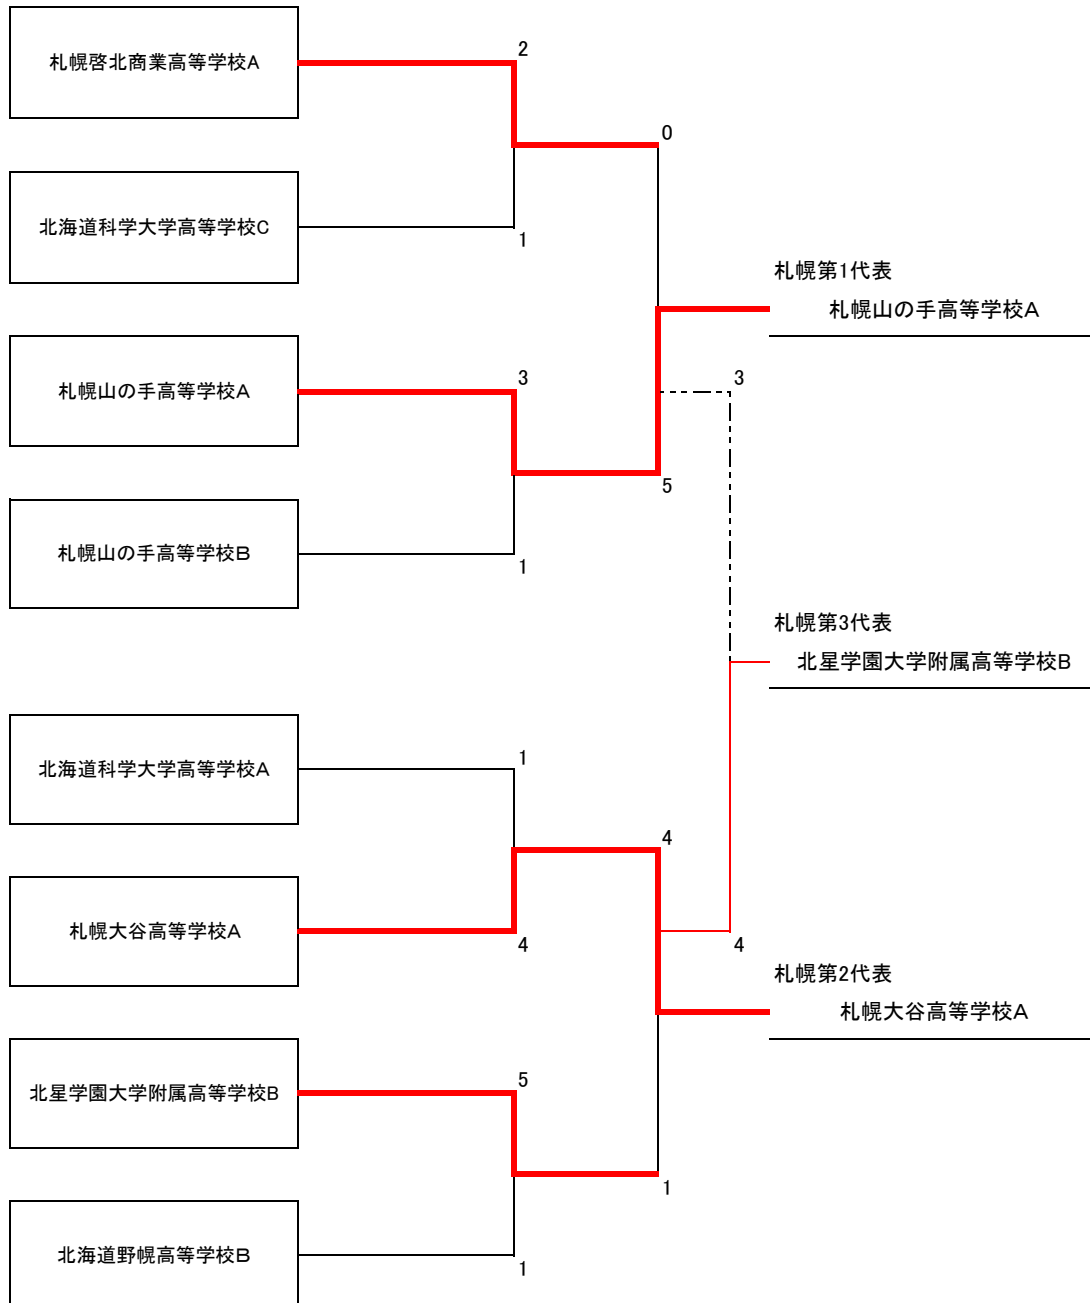 札幌啓北商業高等学校A
2
0
北海道科学大学高等学校C
1
札幌第1代表
札幌山の手高等学校A
札幌山の手高等学校A
3
3
5
札幌山の手高等学校B
1
札幌第3代表
北星学園大学附属高等学校B
北海道科学大学高等学校A
1
4
札幌大谷高等学校A
4
4
札幌第2代表
札幌大谷高等学校A
北星学園大学附属高等学校B
5
1
北海道野幌高等学校B
1